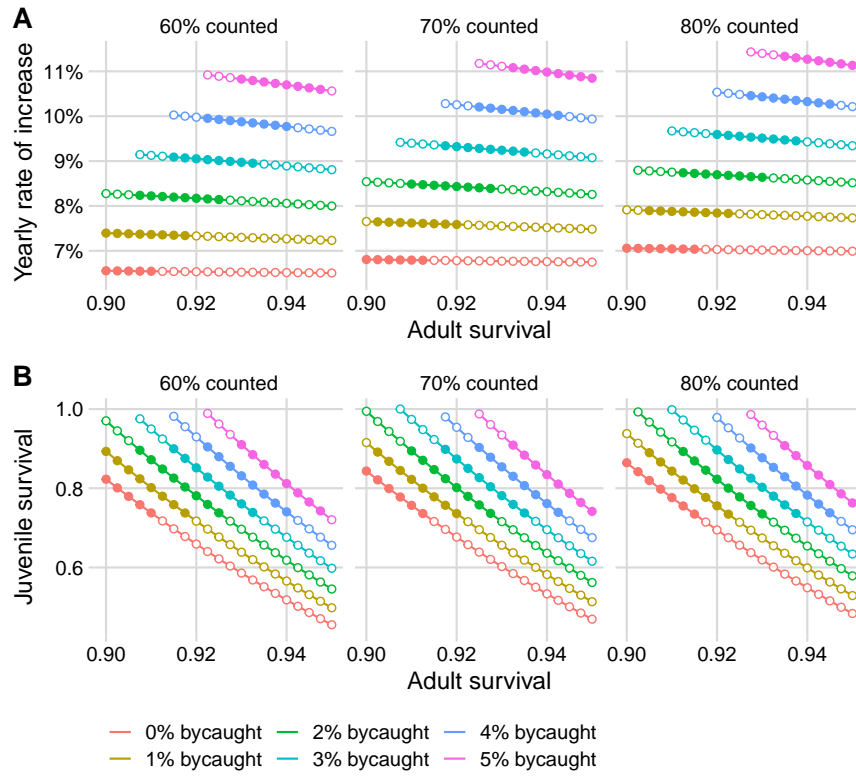 A
60% counted 70% counted 80% counted
Yearly rate of increase
11%
10%
9%
8%
7%
0.90 0.92 0.94 0.90 0.92 0.94 0.90 0.92 0.94
Adult survival
B
60% counted 70% counted 80% counted
Juvenile survival
1.0
0.8
0.6
0.90 0.92 0.94 0.90 0.92 0.94 0.90 0.92 0.94
Adult survival
0% bycaught 2% bycaught 4% bycaught
1% bycaught 3% bycaught 5% bycaught